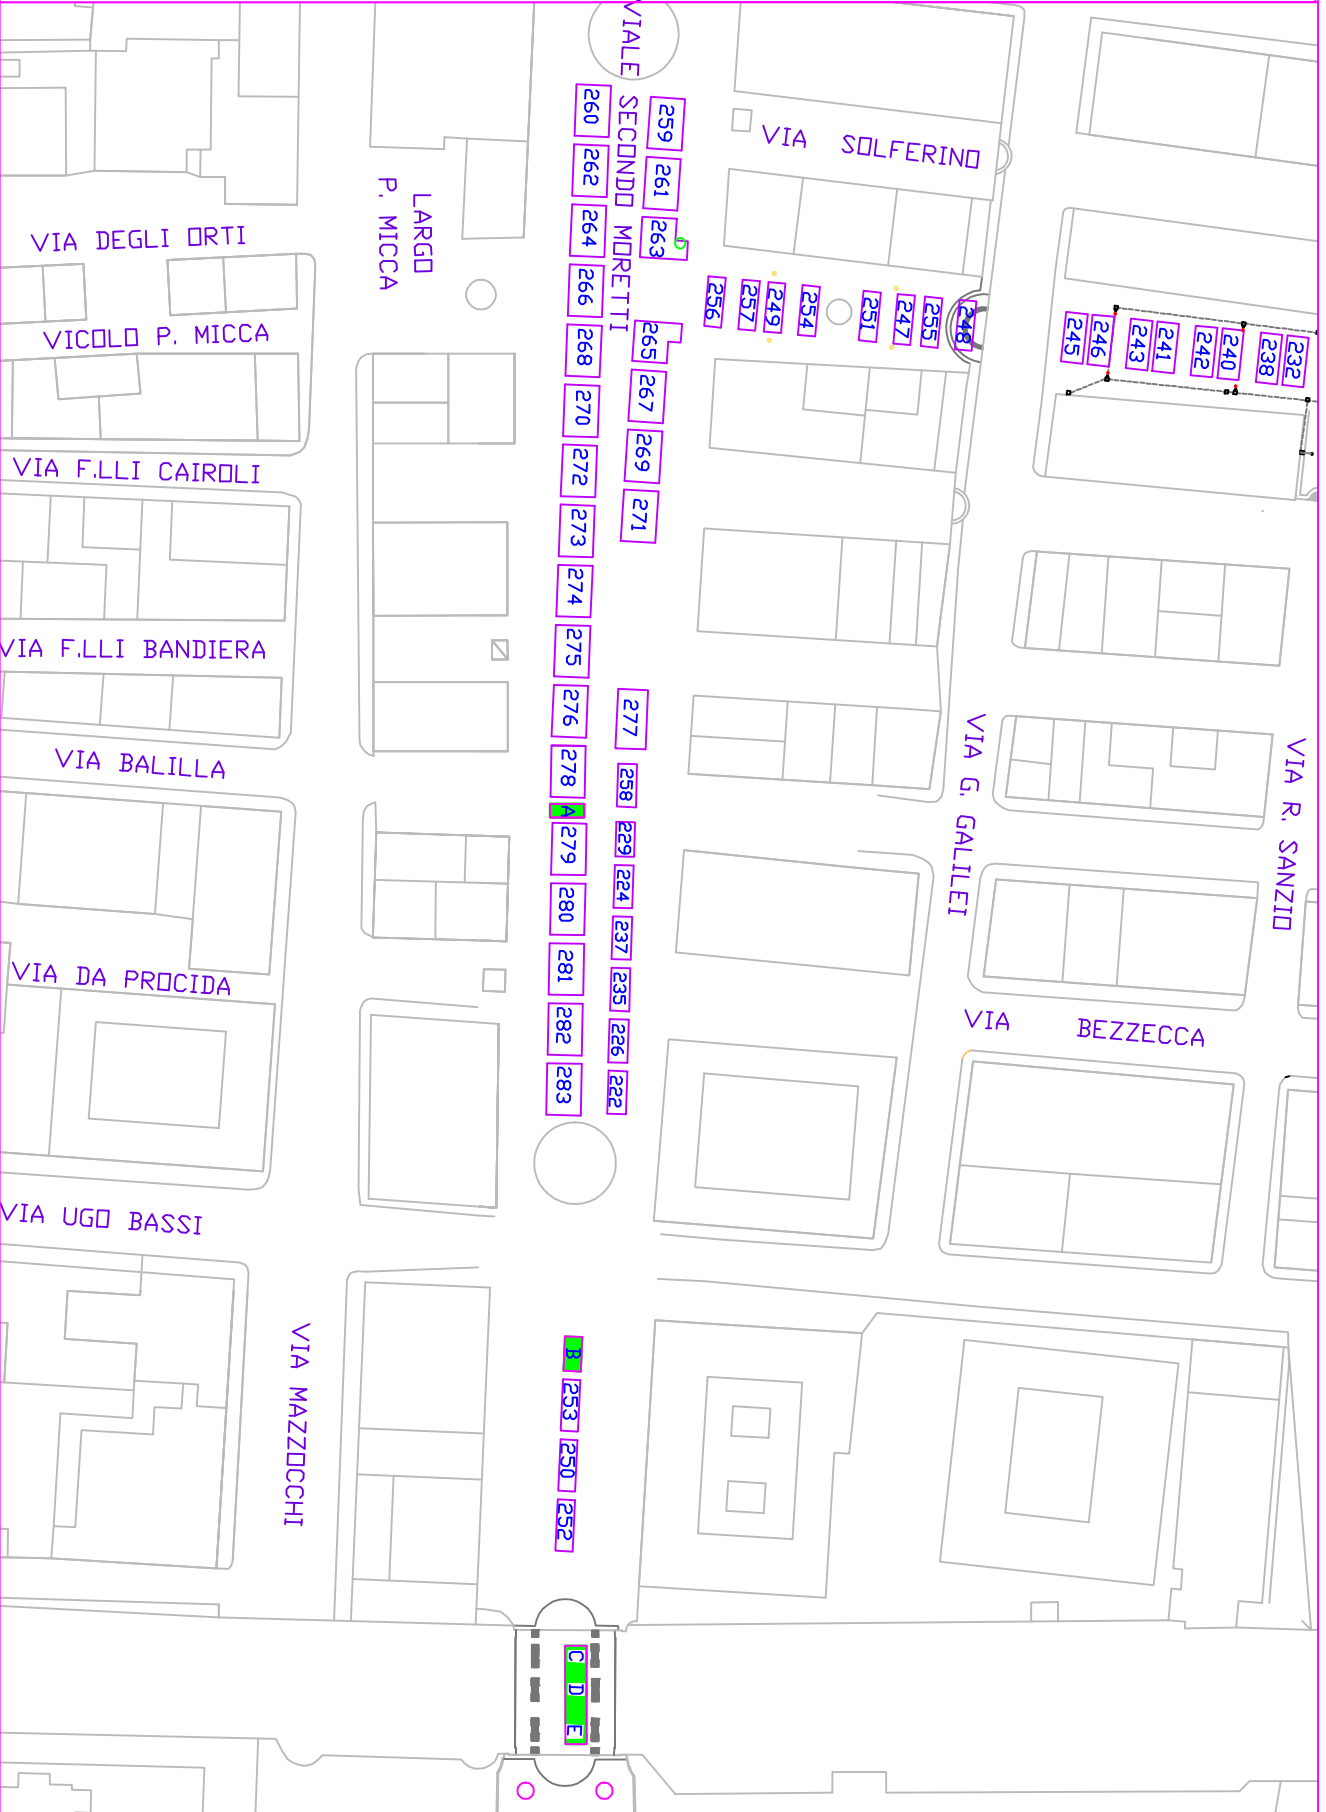 VIALE SECONDO MORETTI
VIA SOLFERINO
LARGO
P. MICCA
VIA DEGLI ORTI
VICOLO P. MICCA
VIA F.LLI CAIROLI
VIA F.LLI BANDIERA
VIA BALILLA
VIA DA PROCIDA
VIA UGO BASSI
VIA MAZZOCCHI
VIA G. GALILEI
VIA R. SANZIO
VIA BEZZECCA
260
262
264
266
268
270
272
273
274
275
276
278
A
279
280
281
282
283
259
261
263
265
267
269
271
277
258
229
224
237
235
226
222
256
257
249
254
251
247
255
248
245
246
243
241
242
240
238
232
B
253
250
252
C D E